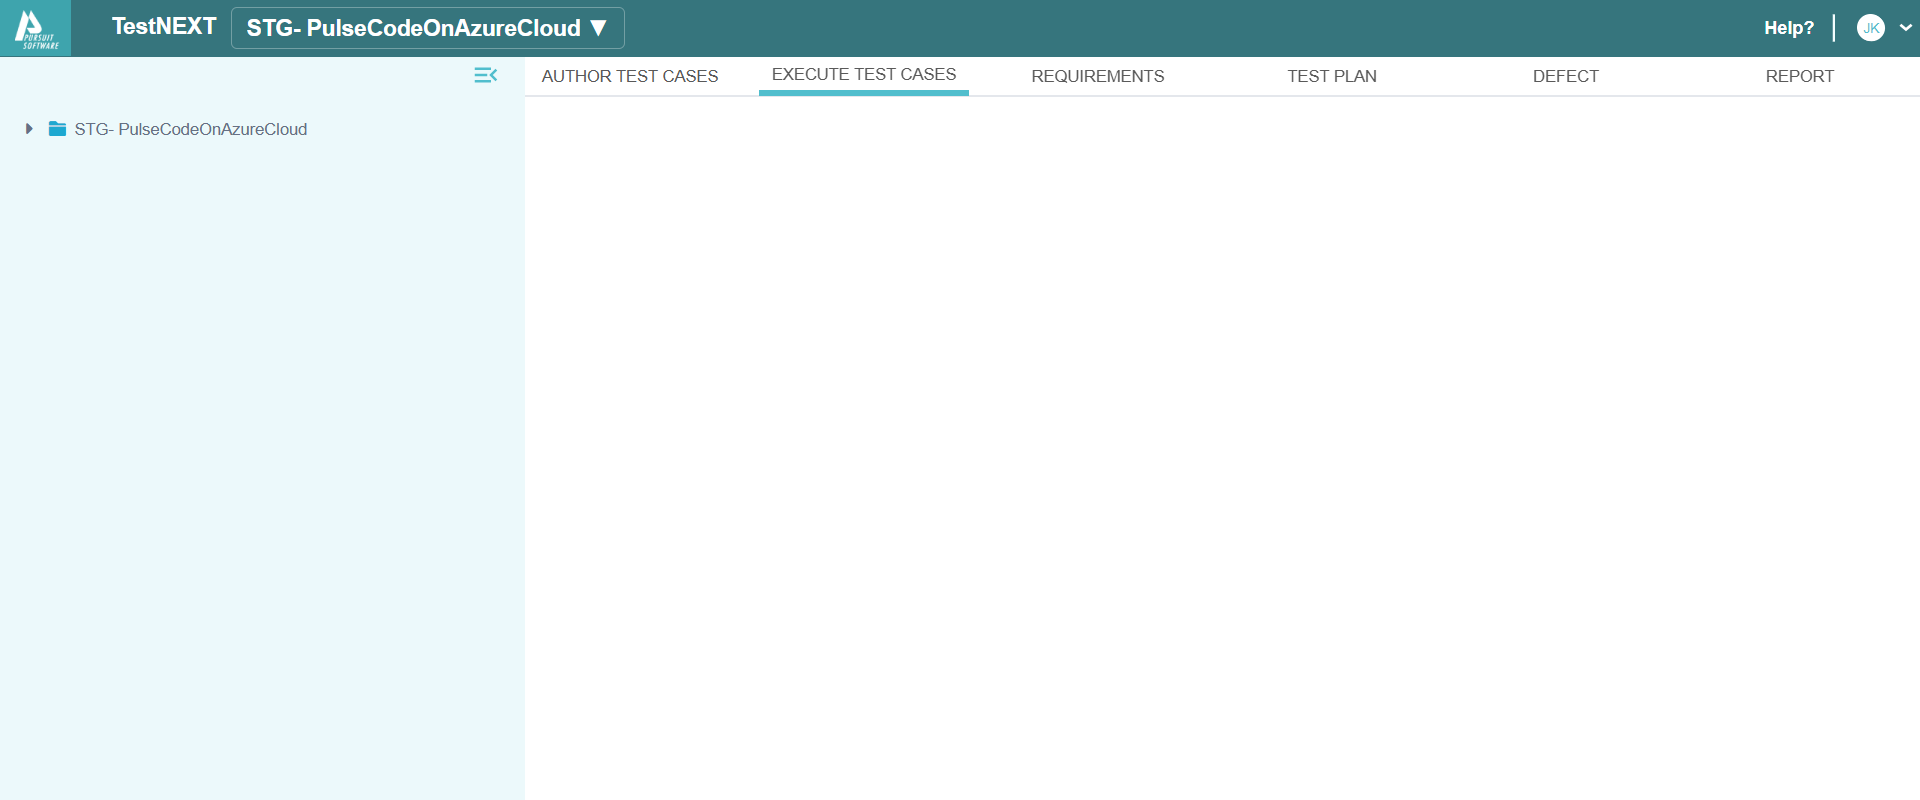 PURSUIT
SOFTWARE
TestNEXT
STG- PulseCodeOnAzureCloud ▼
Help?
JK
AUTHOR TEST CASES
EXECUTE TEST CASES
REQUIREMENTS
TEST PLAN
DEFECT
REPORT
STG- PulseCodeOnAzureCloud